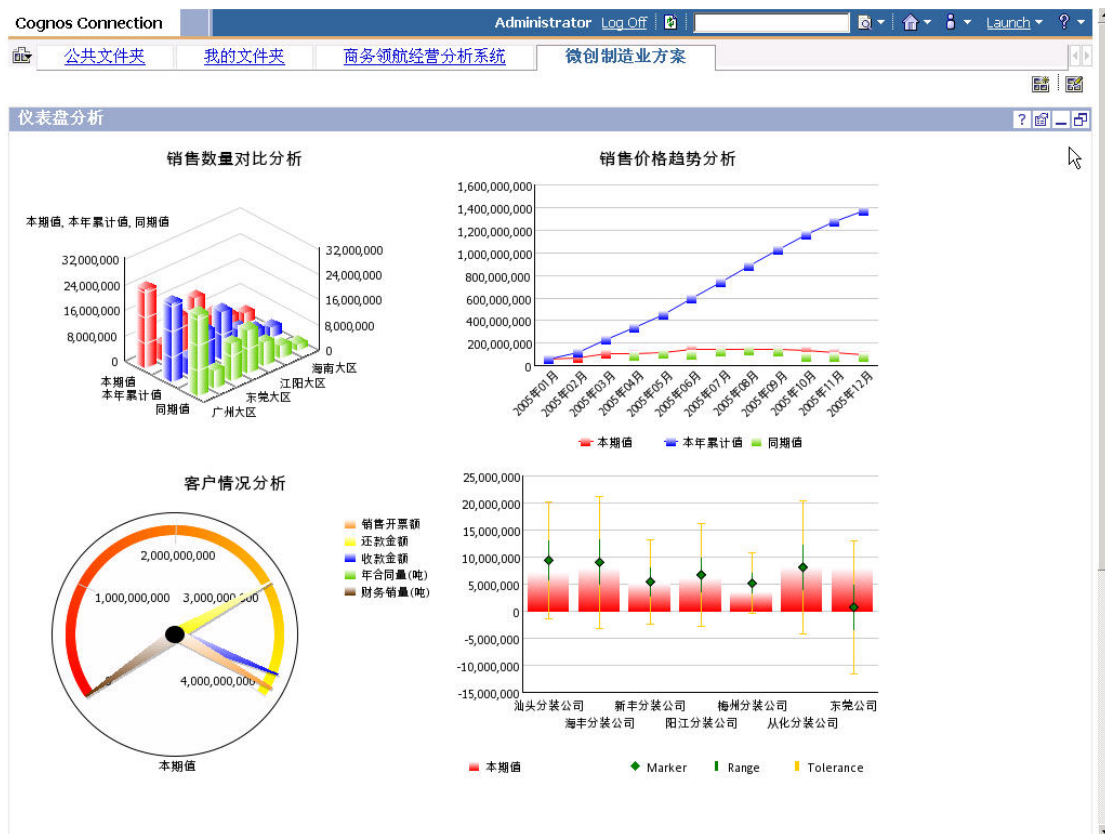 Cognos Connection
Administrator Log Off
Launch ?
公共文件夹 我的文件夹 商务领航经营分析系统 微创制造业方案
仪表盘分析
?
销售数量对比分析
本期值, 本年累计值, 同期值
32,000,000
24,000,000
16,000,000
8,000,000
0
32,000,000
24,000,000
16,000,000
8,000,000
0
本期值
本年累计值
同期值
海南大区
江阳大区
东莞大区
广州大区
销售价格趋势分析
1,600,000,000
1,400,000,000
1,200,000,000
1,000,000,000
800,000,000
600,000,000
400,000,000
200,000,000
0
2005年01月
2005年02月
2005年03月
2005年04月
2005年05月
2005年06月
2005年07月
2005年08月
2005年09月
2005年10月
2005年11月
2005年12月
本期值 本年累计值 同期值
客户情况分析
2,000,000,000
1,000,000,000 3,000,000,000
0 4,000,000,000
本期值
销售开票额
还款金额
收款金额
年合同量(吨)
财务销量(吨)
25,000,000
20,000,000
15,000,000
10,000,000
5,000,000
0
-5,000,000
-10,000,000
-15,000,000
汕头分装公司 新丰分装公司 梅州分装公司 东莞公司
海丰分装公司 阳江分装公司 从化分装公司
本期值 Marker Range Tolerance